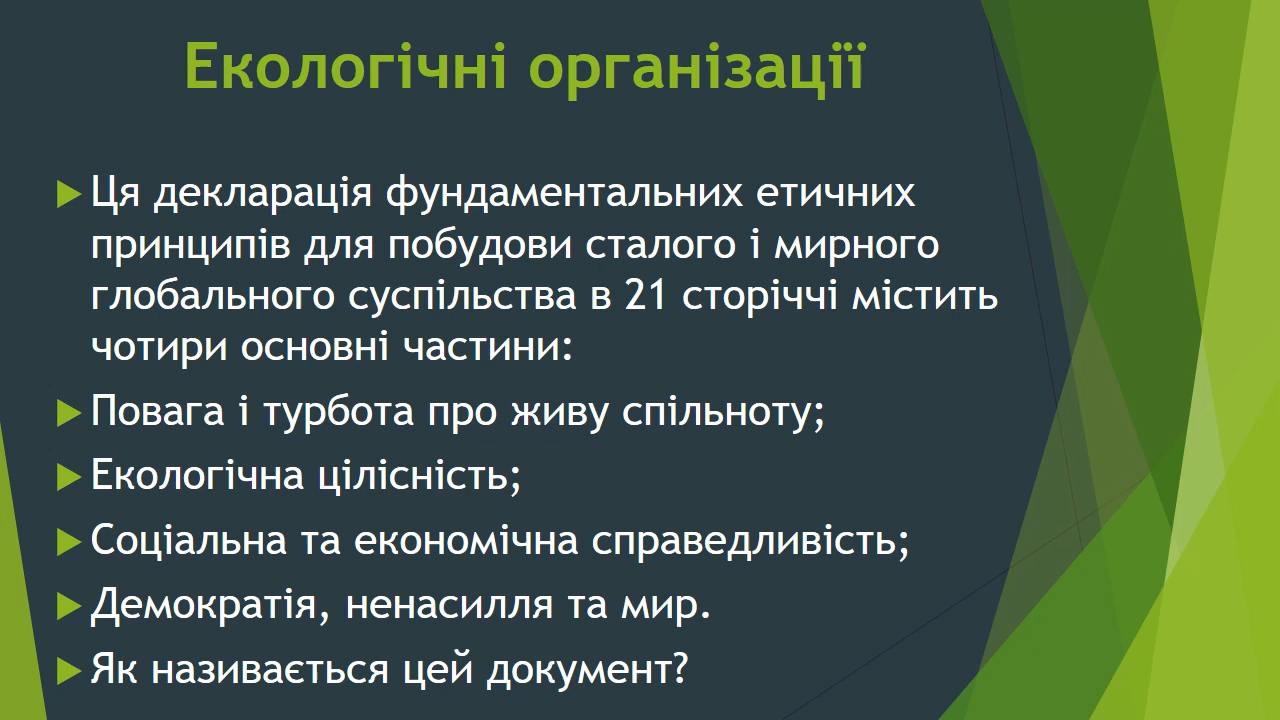 Екологічні організації
Ця декларація фундаментальних етичних
принципів для побудови сталого і мирного
глобального суспільства в 21 сторіччі містить
чотири основні частини:
Повага і турбота про живу спільноту;
Екологічна цілісність;
Соціальна та економічна справедливість;
Демократія, ненасилля та мир.
Як називається цей документ?